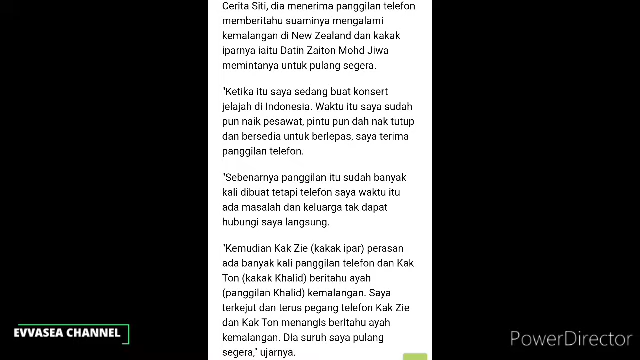 Cerita Siti, dia menerima panggilan telefon
memberitahu suaminya mengalami
kemalangan di New Zealand dan kakak
iparnya iaitu Datin Zaiton Mohd Jiwa
memintanya untuk pulang segera.
"Ketika itu saya sedang buat konsert
jelajah di Indonesia. Waktu itu saya sudah
pun naik pesawat, pintu pun dah nak tutup
dan bersedia untuk berlepas, saya terima
panggilan telefon.
"Sebenarnya panggilan itu sudah banyak
kali dibuat tetapi telefon saya waktu itu
ada masalah dan keluarga tak dapat
hubungi saya langsung.
"Kemudian Kak Zie (kakak ipar) perasan
ada banyak kali panggilan telefon dan Kak
Ton (kakak Khalid) beritahu ayah
(panggilan Khalid) kemalangan. Saya
terkejut dan terus pegang telefon Kak Zie
dan Kak Ton menangis beritahu ayah
kemalangan. Dia suruh saya pulang
segera," ujarnya.
EVVASEA CHANNEL
PowerDirector